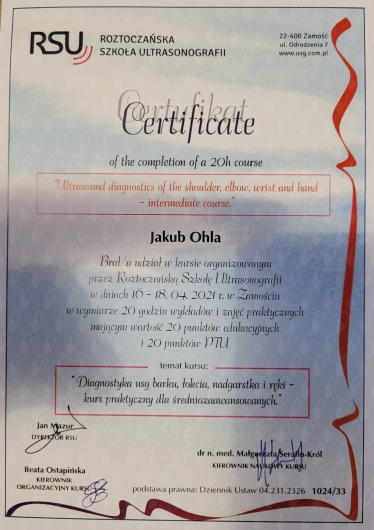 RSU
ROZTOCZAŃSKA
SZKOŁA ULTRASONOGRAFII
22-400 Zamość
ul. Odrodzenia 7
www.usg.com.pl
Certyfikat
Certificate
of the completion of a 20h course
"Ultrasound diagnostics of the shoulder, elbow, wrist and hand
– intermediate course."
Jakub Ohla
Brał/a udział w kursie organizowanym
przez Roztoczańską Szkołę Ultrasonografii
w dniach 16 - 18. 04. 2021 r. w Zamościu
w wymiarze 20 godzin wykładów i zajęć praktycznych
mającym wartość 20 punktów edukacyjnych
i 20 punktów PTU
temat kursu:
"Diagnostyka usg barku, łokcia, nadgarstka i ręki –
kurs praktyczny dla średniozaawansowanych."
Jan Mazur
DYREKTOR RSU
dr n. med. Małgorzata Serafin-Król
KIEROWNIK NAUKOWY KURSU
Beata Ostapińska
KIEROWNIK
ORGANIZACYJNY KURSU
podstawa prawna: Dziennik Ustaw 04.231.2326 1024/33